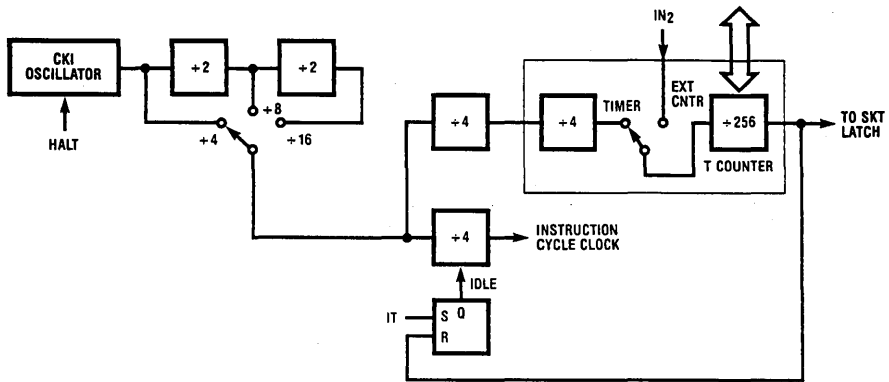 CKI
OSCILLATOR
HALT
÷2
÷2
÷4
÷8
÷16
÷4
÷4
TIMER
IN2
EXT
CNTR
÷256
T COUNTER
TO SKT
LATCH
÷4
INSTRUCTION
CYCLE CLOCK
IDLE
IT
S Q
R